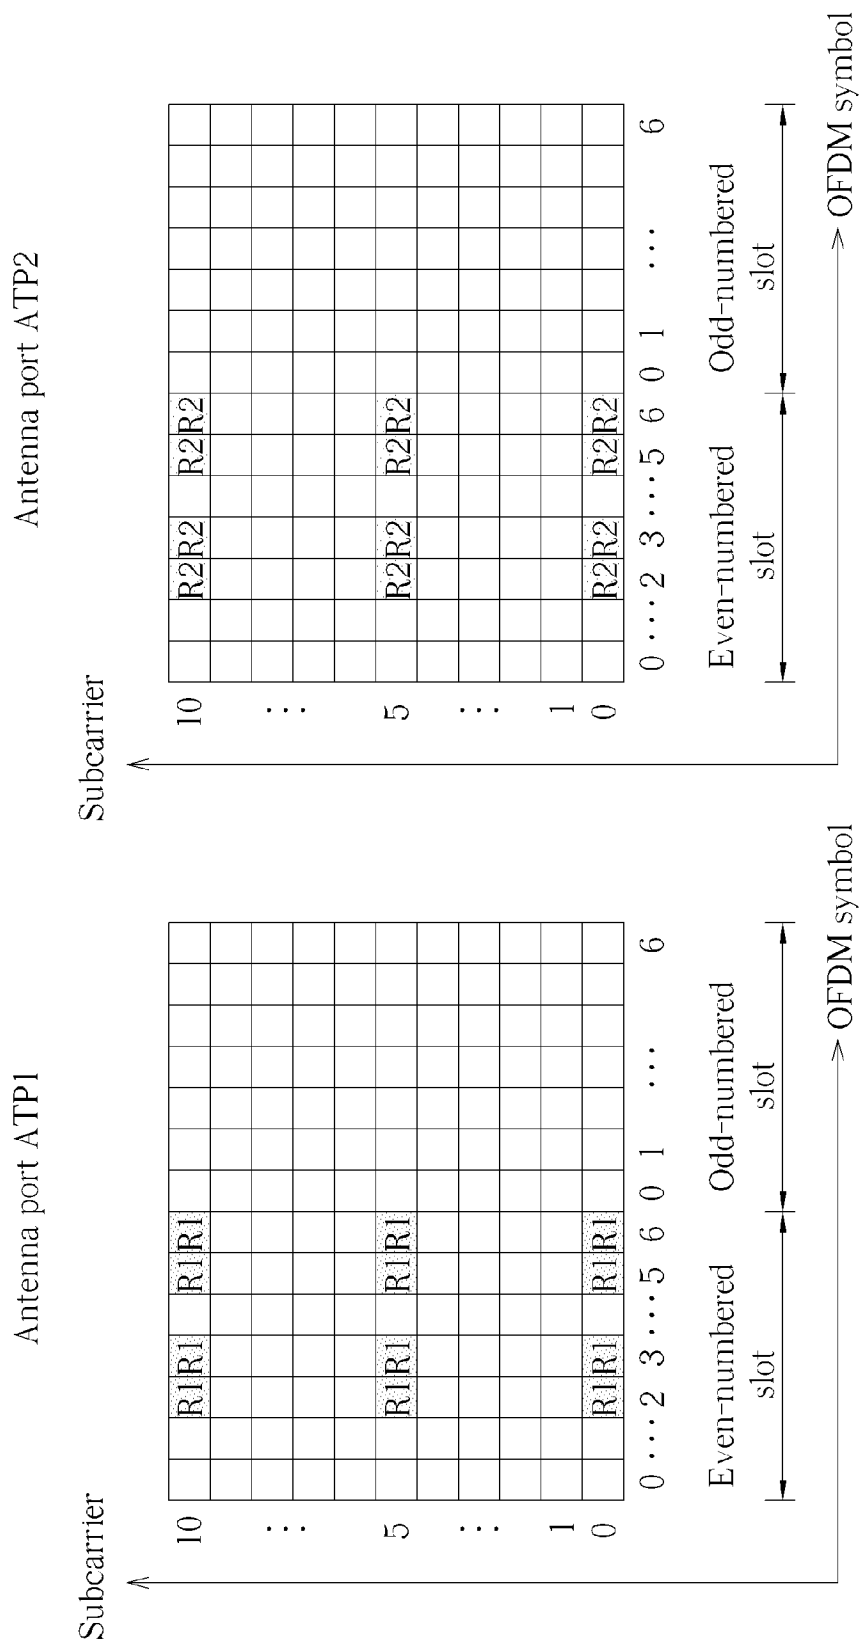 Antenna port ATP1
Subcarrier
10 R1R1 R1R1
⋮
5 R1R1 R1R1
⋮
1
0 R1R1 R1R1
0 ... 2 3 ... 5 6 0 1 ... 6
Even-numbered slot
Odd-numbered slot
OFDM symbol
Antenna port ATP2
Subcarrier
10 R2R2 R2R2
⋮
5 R2R2 R2R2
⋮
1
0 R2R2 R2R2
0 ... 2 3 ... 5 6 0 1 ... 6
Even-numbered slot
Odd-numbered slot
OFDM symbol